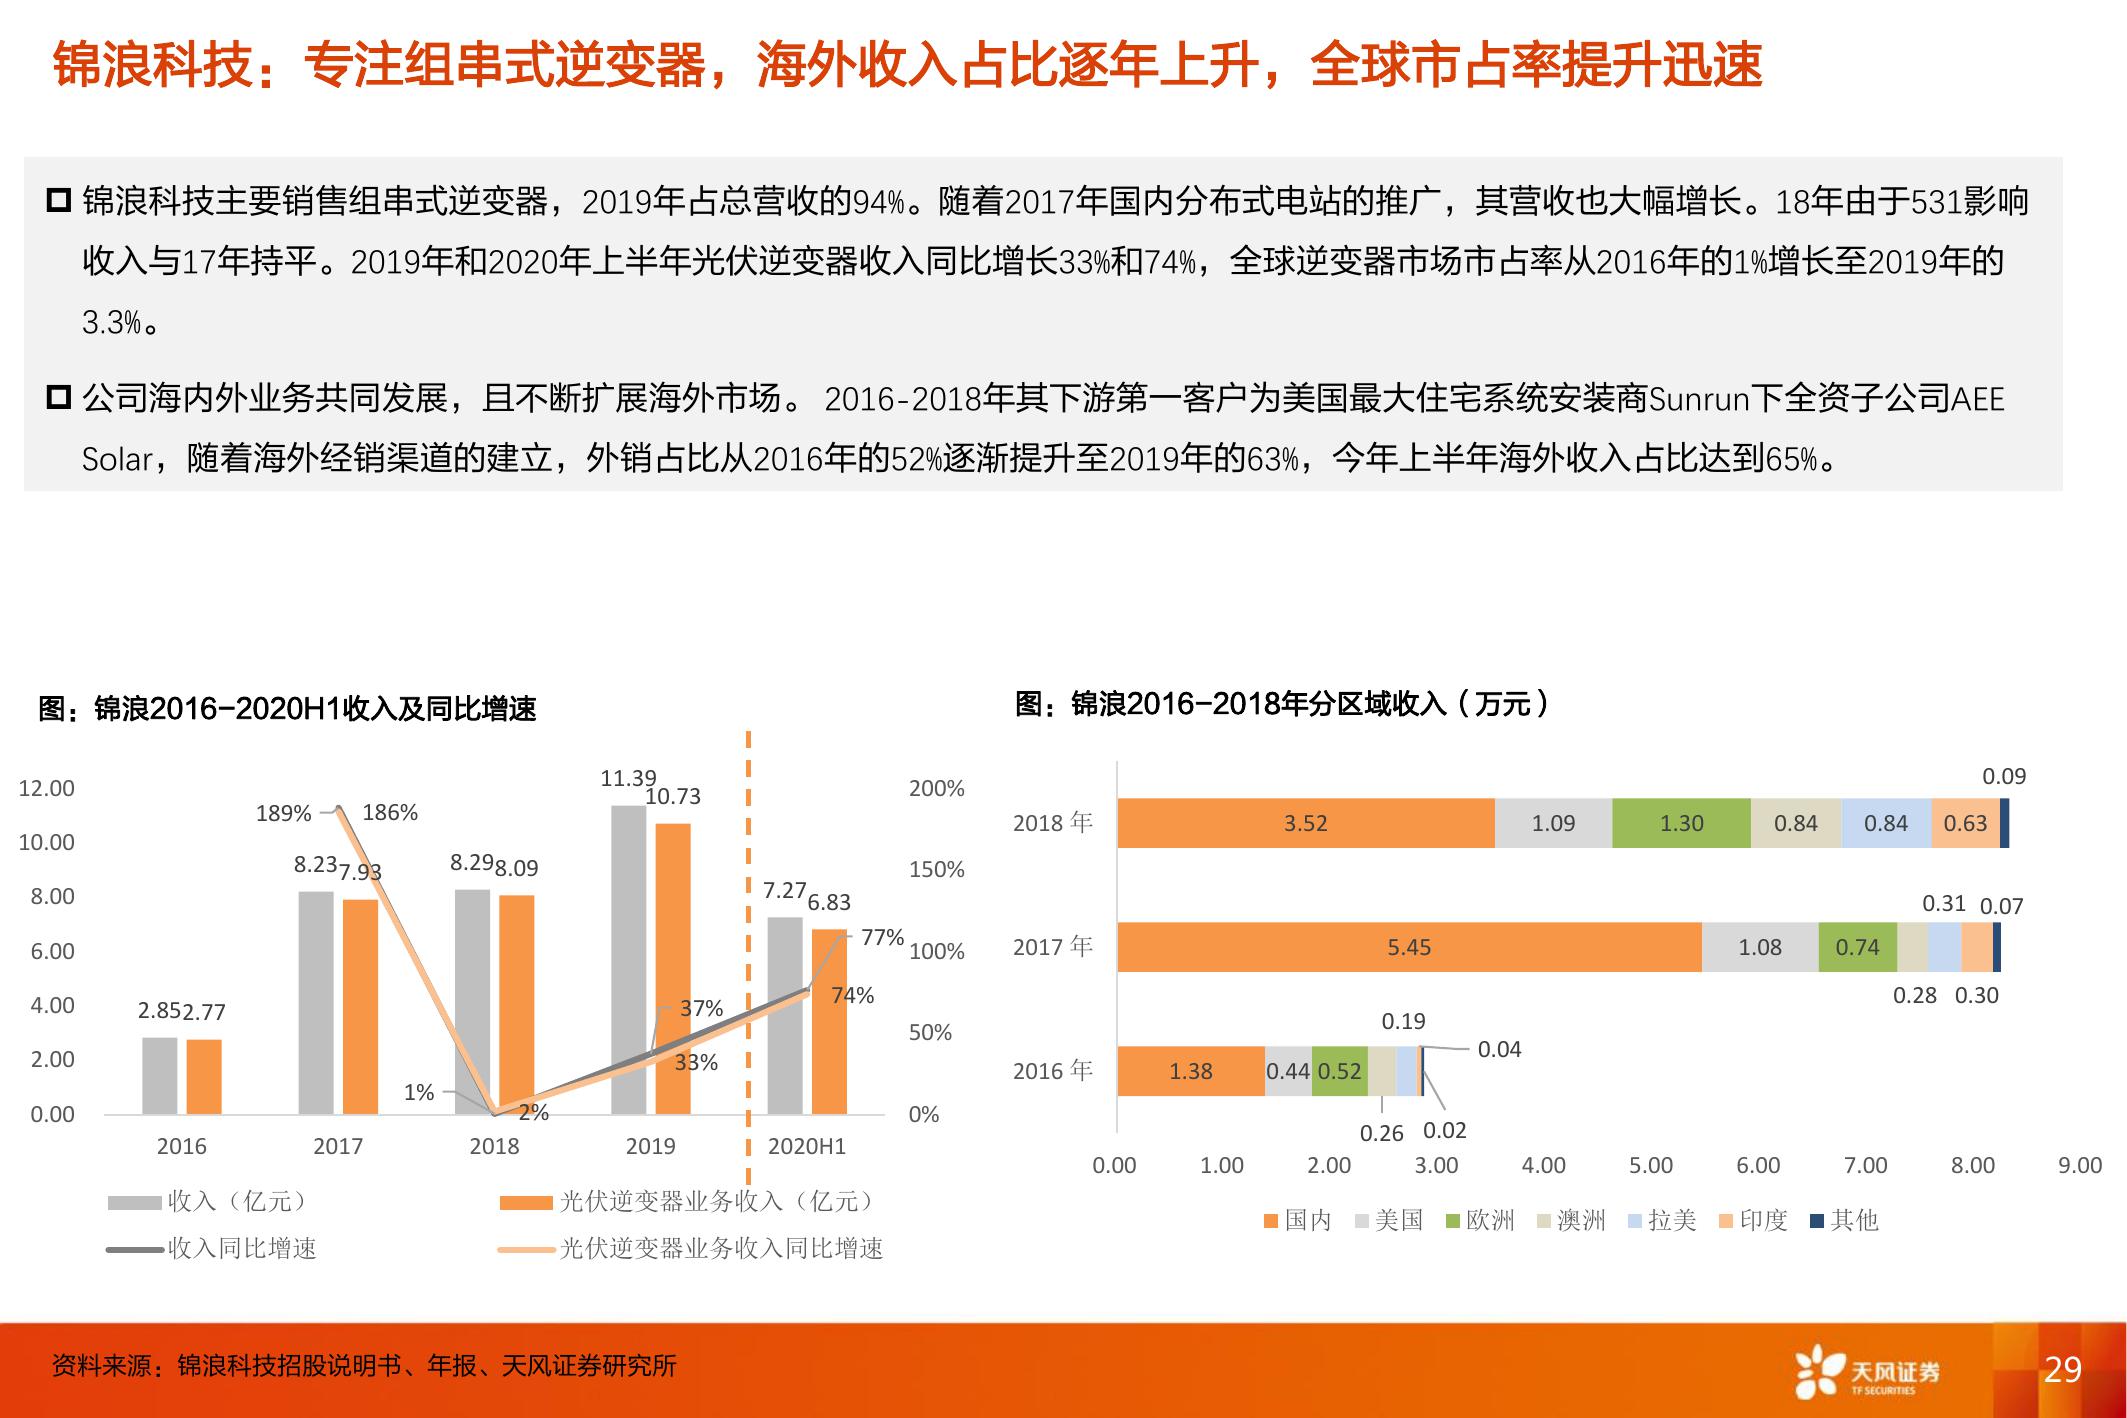 锦浪科技：专注组串式逆变器，海外收入占比逐年上升，全球市占率提升迅速
锦浪科技主要销售组串式逆变器，2019年占总营收的94%。随着2017年国内分布式电站的推广，其营收也大幅增长。18年由于531影响
收入与17年持平。2019年和2020年上半年光伏逆变器收入同比增长33%和74%，全球逆变器市场市占率从2016年的1%增长至2019年的
3.3%。
公司海内外业务共同发展，且不断扩展海外市场。 2016-2018年其下游第一客户为美国最大住宅系统安装商Sunrun下全资子公司AEE
Solar，随着海外经销渠道的建立，外销占比从2016年的52%逐渐提升至2019年的63%，今年上半年海外收入占比达到65%。
图：锦浪2016-2020H1收入及同比增速
12.00
10.00
8.00
6.00
4.00
2.00
0.00
200%
150%
100%
50%
0%
2.85
2.77
8.23
7.93
8.29
8.09
11.39
10.73
7.27
6.83
189%
186%
1%
2%
37%
33%
77%
74%
2016
2017
2018
2019
2020H1
收入（亿元）
光伏逆变器业务收入（亿元）
收入同比增速
光伏逆变器业务收入同比增速
图：锦浪2016-2018年分区域收入（万元）
2018 年
3.52
1.09
1.30
0.84
0.84
0.63
0.09
2017 年
5.45
1.08
0.74
0.28
0.31
0.30
0.07
2016 年
1.38
0.44
0.52
0.26
0.19
0.04
0.02
0.00
1.00
2.00
3.00
4.00
5.00
6.00
7.00
8.00
9.00
国内
美国
欧洲
澳洲
拉美
印度
其他
资料来源：锦浪科技招股说明书、年报、天风证券研究所
天风证券
TF SECURITIES
29